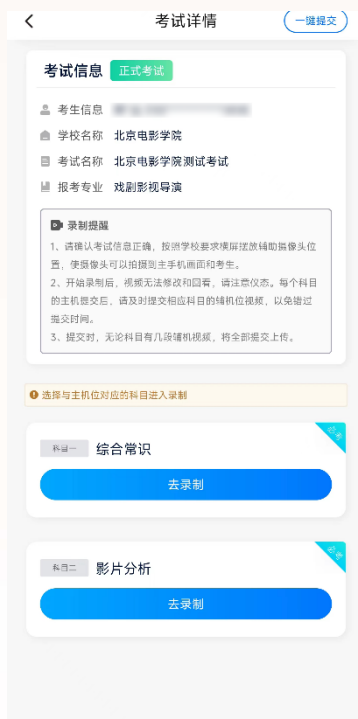 考试详情
一键提交
考试信息 正式考试
考生信息
学校名称 北京电影学院
考试名称 北京电影学院测试考试
报考专业 戏剧影视导演
录制提醒
1、请确认考试信息正确，按照学校要求横屏摆放辅助摄像头位
置，使摄像头可以拍摄到主手机画面和考生。
2、开始录制后，视频无法修改和回看，请注意仪态。每个科目
的主机提交后，请及时提交相应科目的辅机位视频，以免错过
提交时间。
3、提交时，无论科目有几段辅机视频，将全部提交上传。
选择与主机位对应的科目进入录制
必考
科目一 综合常识
去录制
必考
科目二 影片分析
去录制